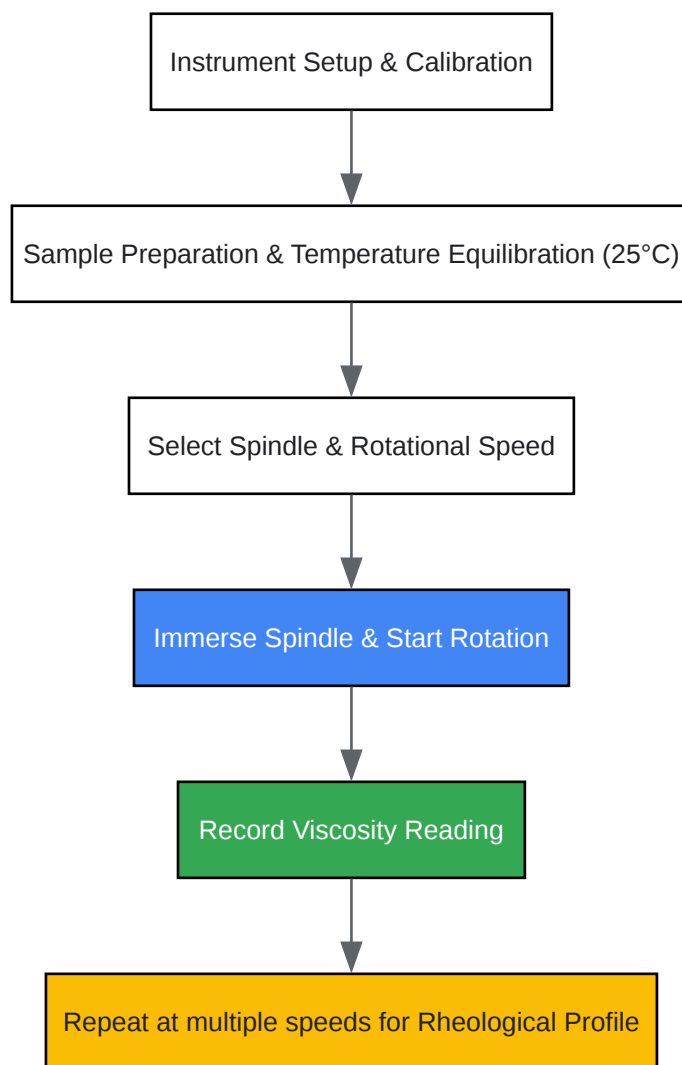 Instrument Setup & Calibration
Sample Preparation & Temperature Equilibration (25°C)
Select Spindle & Rotational Speed
Immerse Spindle & Start Rotation
Record Viscosity Reading
Repeat at multiple speeds for Rheological Profile